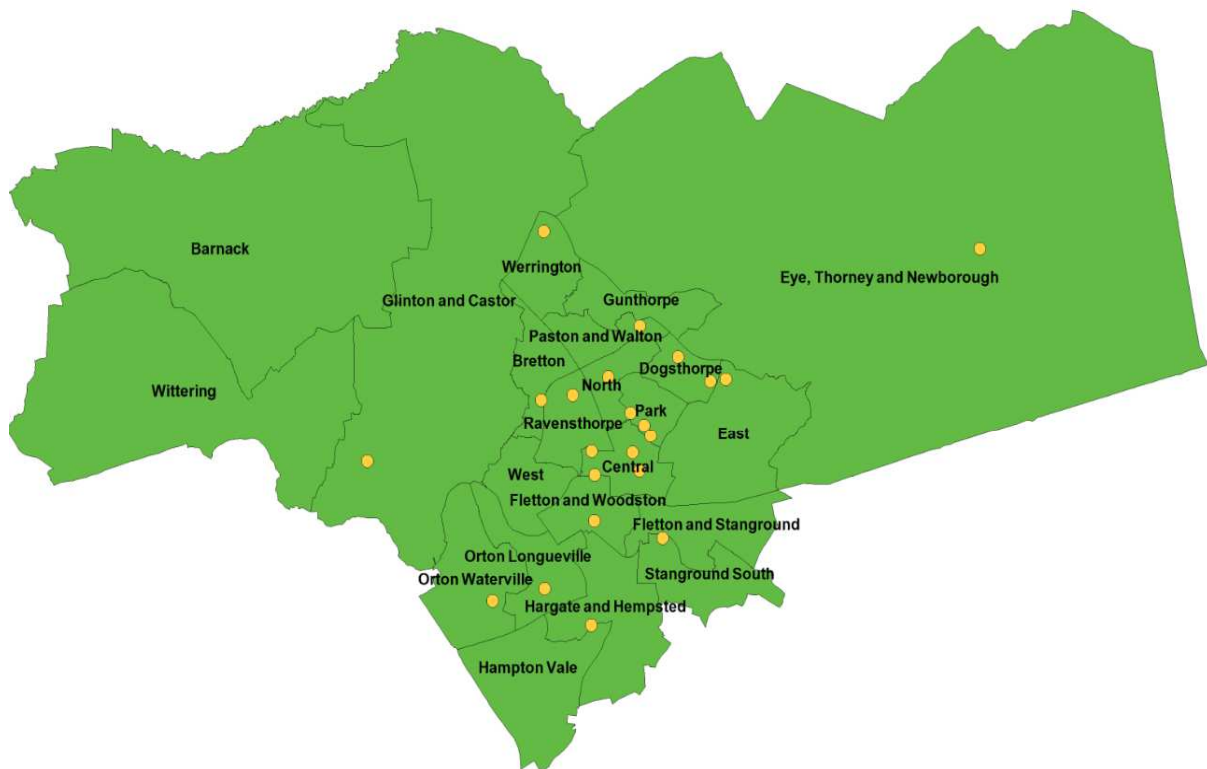 Barnack
Werrington
Eye, Thorney and Newborough
Glinton and Castor
Gunthorpe
Paston and Walton
Bretton
Dogsthorpe
Wittering
North
Park
Ravensthorpe
East
Central
West
Fletton and Woodston
Fletton and Stanground
Orton Longueville
Stanground South
Orton Waterville
Hargate and Hempsted
Hampton Vale